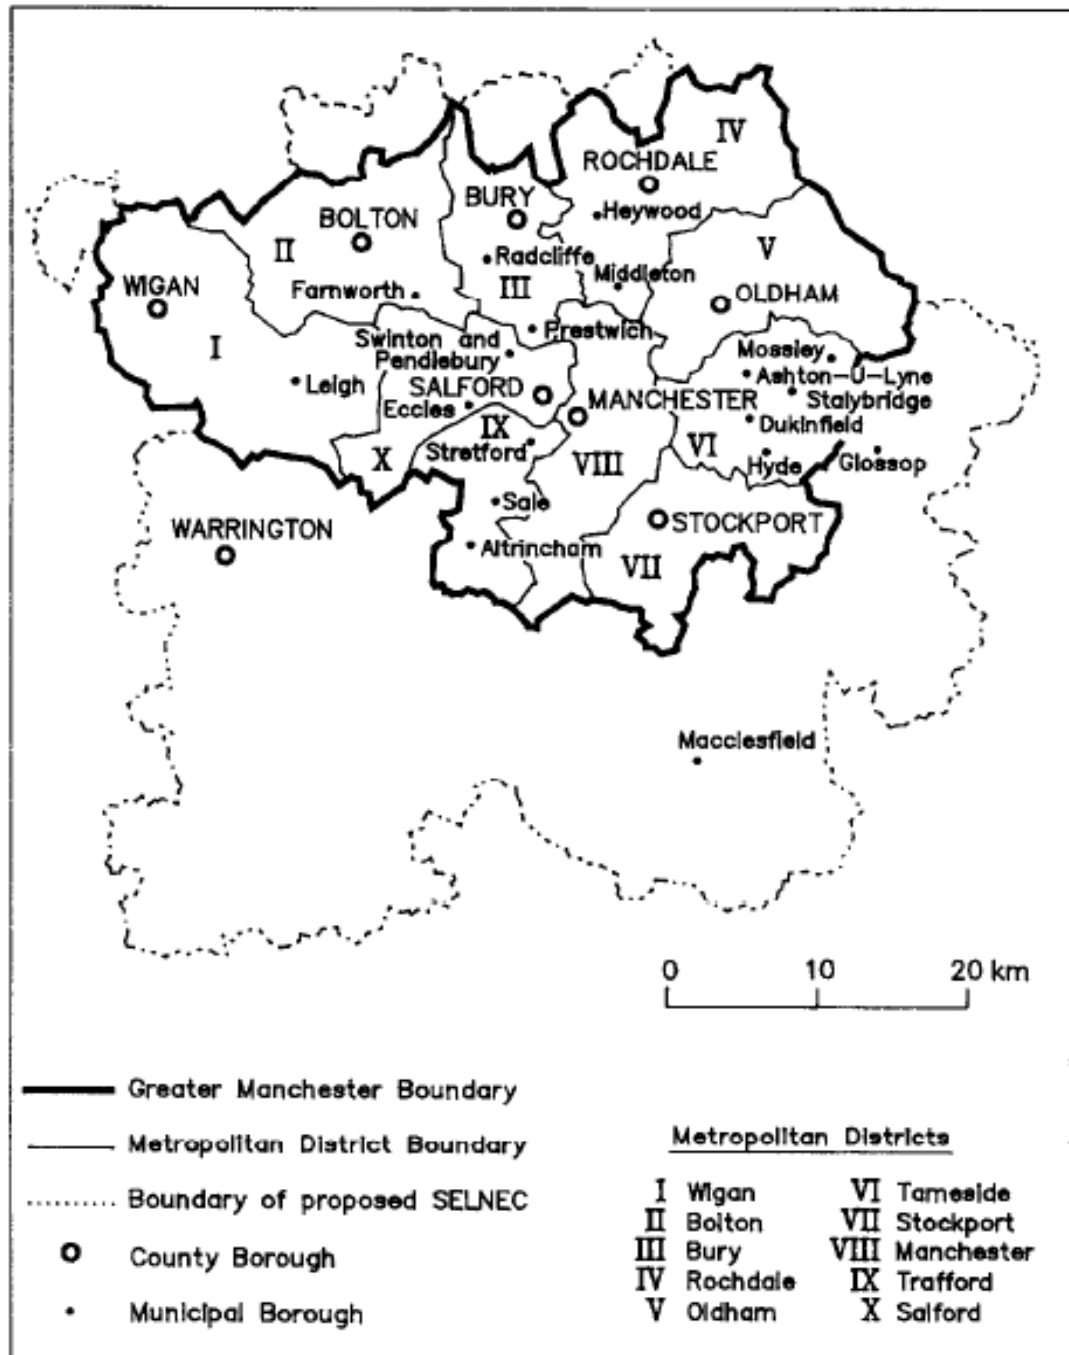 IV
ROCHDALE
BURY
Heywood
BOLTON
II
V
Radcliffe
Middleton
III
WIGAN
Farnworth
OLDHAM
I
Swinton and
Pendlebury
Prestwich
Mossley
Leigh
SALFORD
Ashton-U-Lyne
Stalybridge
Eccles
MANCHESTER
IX
Dukinfield
X
Stretford
VIII
VI
Hyde
Glossop
Sale
WARRINGTON
STOCKPORT
Altrincham
VII
Macclesfield
0 10 20 km
Greater Manchester Boundary
Metropolitan District Boundary
Boundary of proposed SELNEC
County Borough
Municipal Borough
Metropolitan Districts
I Wigan
II Bolton
III Bury
IV Rochdale
V Oldham
VI Tameside
VII Stockport
VIII Manchester
IX Trafford
X Salford